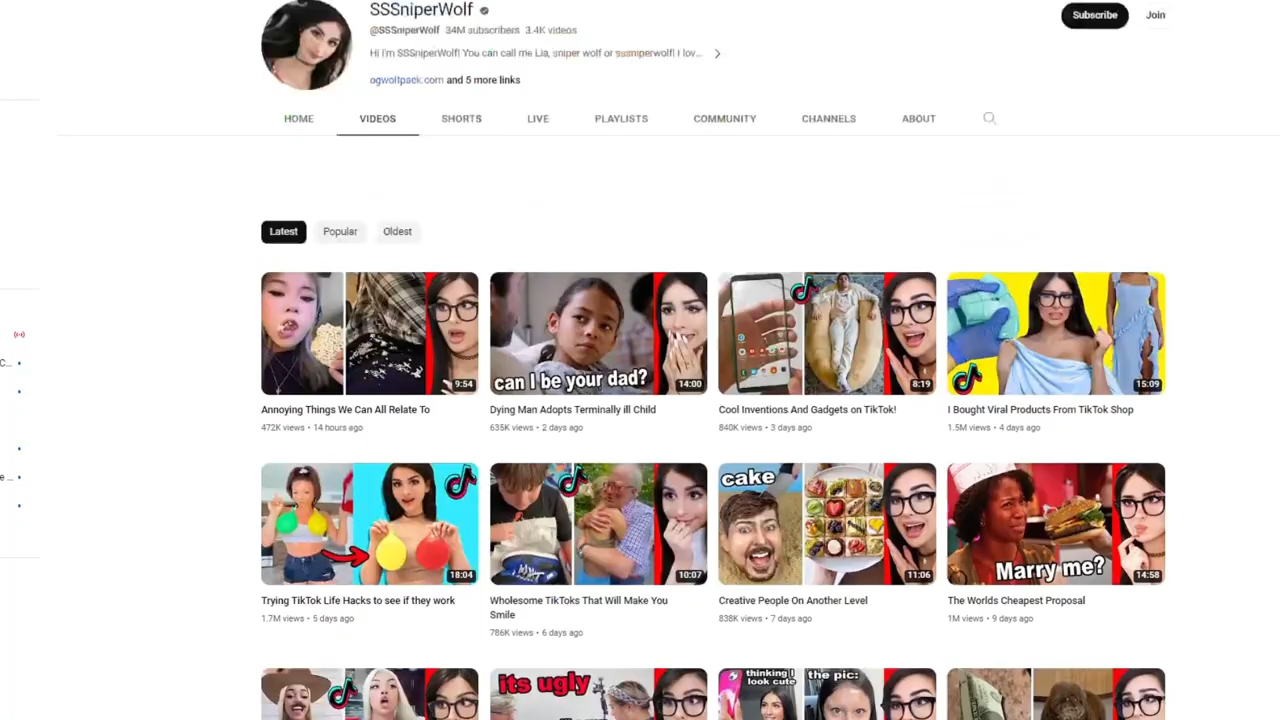 SSSniperWolf
@SSSniperWolf 34M subscribers 3.4K videos
Subscribe Join
Hi I'm SSSniperWolf! You can call me Lia, sniper wolf or sssniperwolf! I lov...
ogwolfpack.com and 5 more links
HOME VIDEOS SHORTS LIVE PLAYLISTS COMMUNITY CHANNELS ABOUT
Latest Popular Oldest
9:54
can I be your dad?
14:00
8:19
15:09
Annoying Things We Can All Relate To
472K views • 14 hours ago
Dying Man Adopts Terminally ill Child
635K views • 2 days ago
Cool Inventions And Gadgets on TikTok!
840K views • 3 days ago
I Bought Viral Products From TikTok Shop
1.5M views • 4 days ago
C...
e ...
18:04
10:07
cake
11:06
Marry me?
14:58
Trying TikTok Life Hacks to see if they work
1.7M views • 5 days ago
Wholesome TikToks That Will Make You
Smile
786K views • 6 days ago
Creative People On Another Level
838K views • 7 days ago
The Worlds Cheapest Proposal
1M views • 9 days ago
its ugly
thinking I
look cute
the pic: